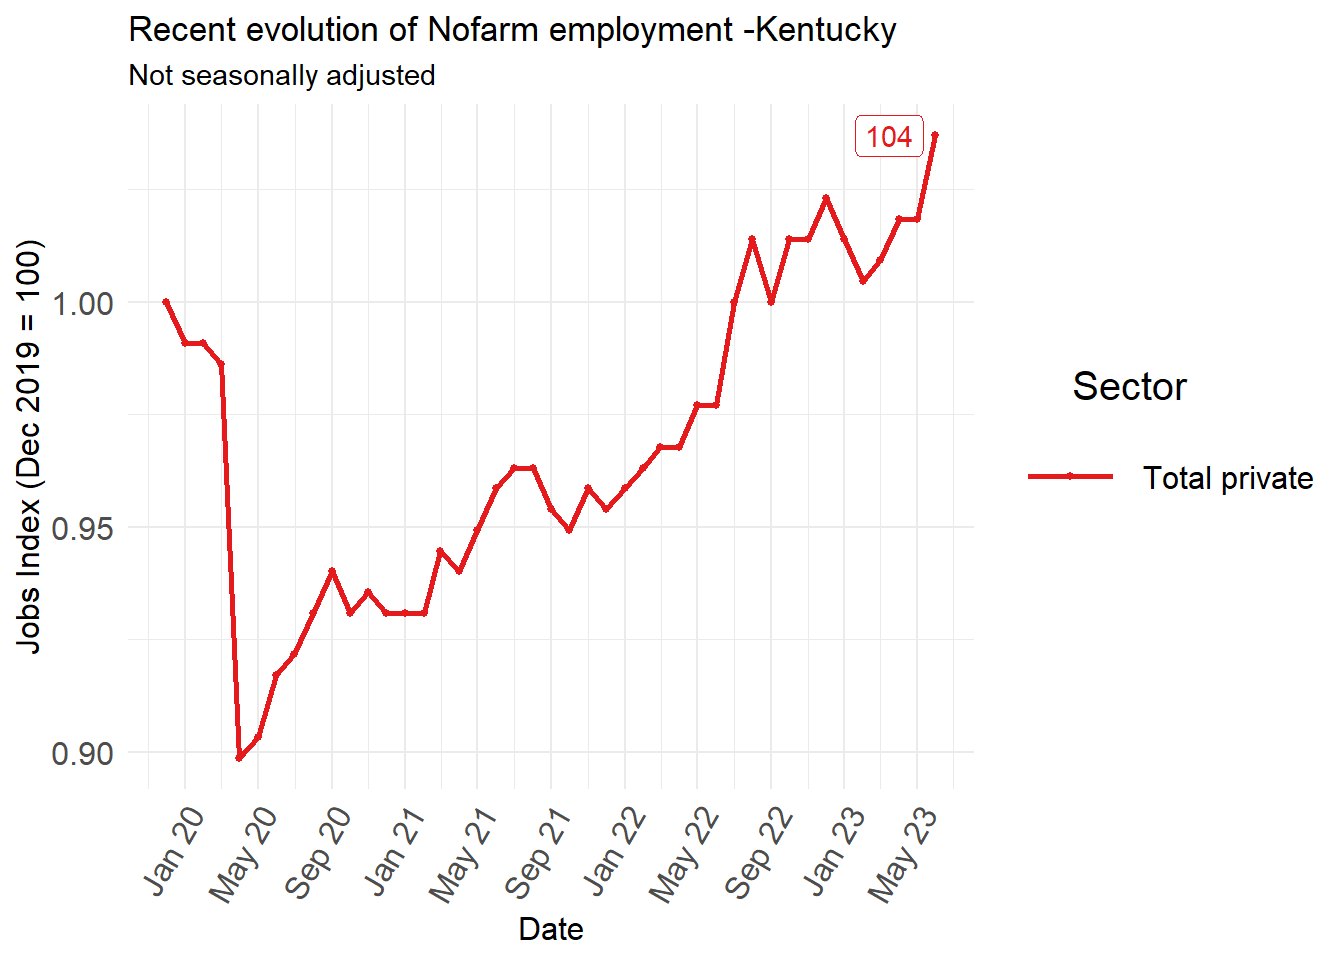 Recent evolution of Nofarm employment -Kentucky
Not seasonally adjusted
104
Jobs Index (Dec 2019 = 100)
1.00
0.95
0.90
Jan 20
May 20
Sep 20
Jan 21
May 21
Sep 21
Jan 22
May 22
Sep 22
Jan 23
May 23
Date
Sector
Total private